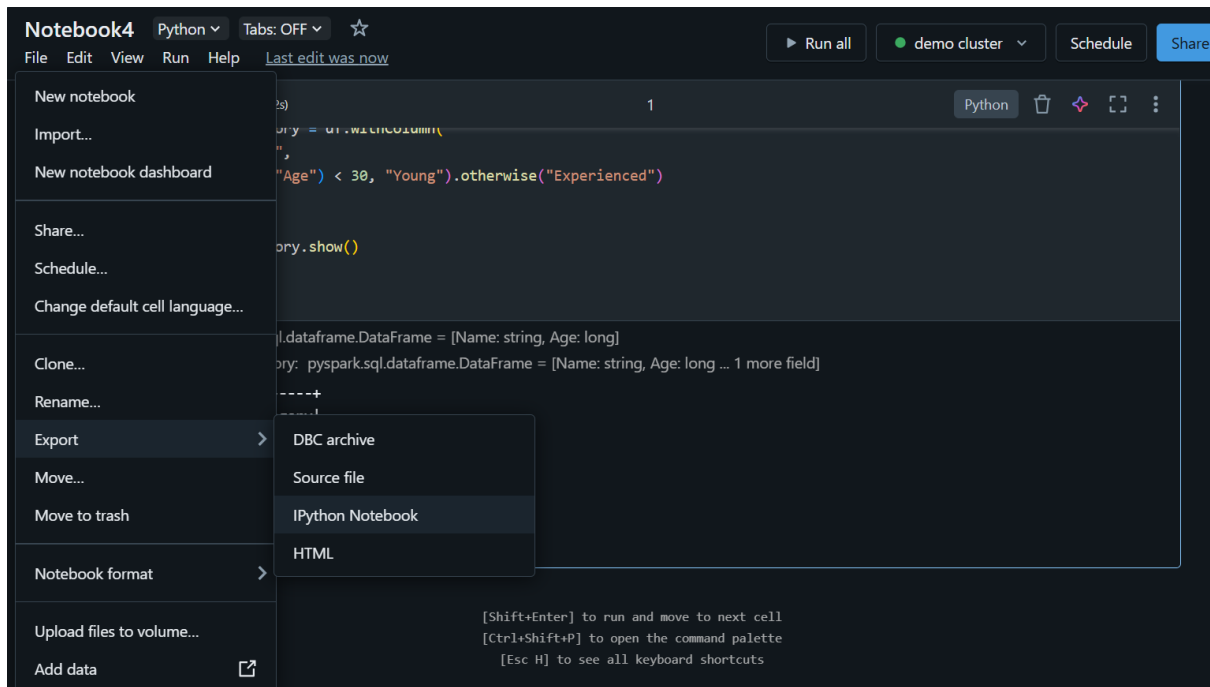 Notebook4 Python Tabs: OFF
File Edit View Run Help Last edit was now
Run all demo cluster Schedule Share
New notebook
Import...
New notebook dashboard
Share...
Schedule...
Change default cell language...
Clone...
Rename...
Export
Move...
Move to trash
Notebook format
Upload files to volume...
Add data
DBC archive
Source file
IPython Notebook
HTML
1 Python
ory = df.withColumn(
",
"Age") < 30, "Young").otherwise("Experienced")
ory.show()
l.dataframe.DataFrame = [Name: string, Age: long]
ory: pyspark.sql.dataframe.DataFrame = [Name: string, Age: long ... 1 more field]
-----+
[Shift+Enter] to run and move to next cell
[Ctrl+Shift+P] to open the command palette
[Esc H] to see all keyboard shortcuts